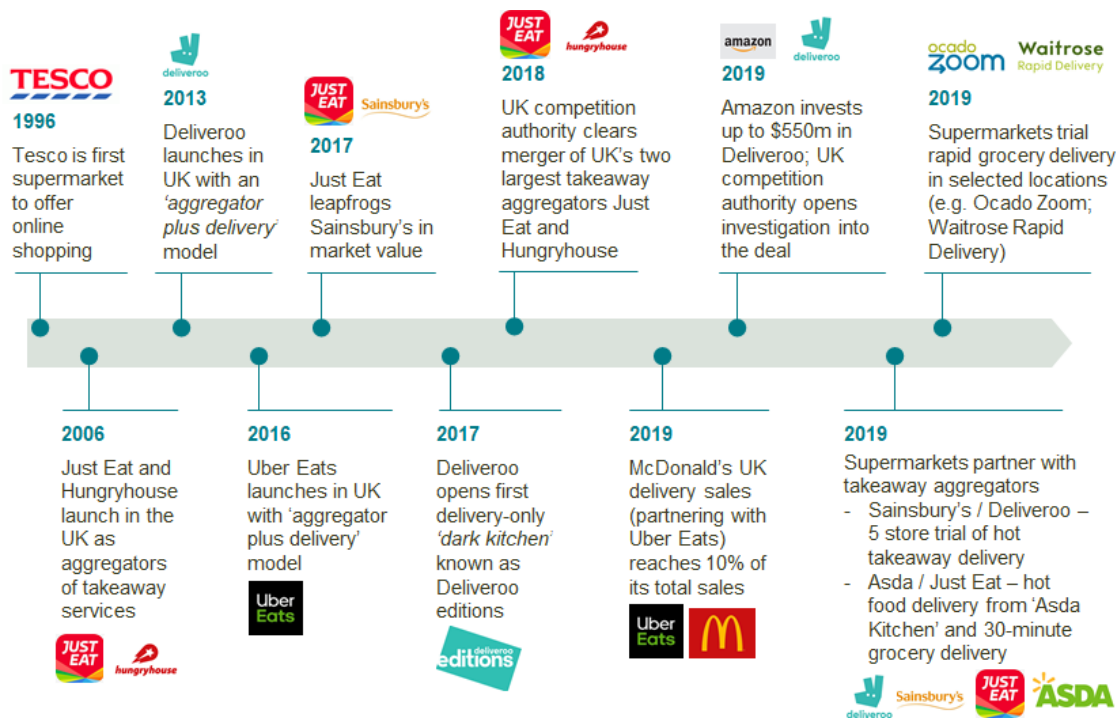 TESCO
1996
Tesco is first
supermarket
to offer
online
shopping
deliveroo
2013
Deliveroo
launches in
UK with an
‘aggregator
plus delivery’
model
JUST
EAT
Sainsbury's
2017
Just Eat
leapfrogs
Sainsbury’s in
market value
JUST
EAT
hungryhouse
2018
UK competition
authority clears
merger of UK’s two
largest takeaway
aggregators Just
Eat and
Hungryhouse
amazon
deliveroo
2019
Amazon invests
up to $550m in
Deliveroo; UK
competition
authority opens
investigation into
the deal
ocado
zoom
Waitrose
Rapid Delivery
2019
Supermarkets trial
rapid grocery delivery
in selected locations
(e.g. Ocado Zoom;
Waitrose Rapid
Delivery)
2006
Just Eat and
Hungryhouse
launch in the
UK as
aggregators
of takeaway
services
JUST
EAT
hungryhouse
2016
Uber Eats
launches in UK
with ‘aggregator
plus delivery’
model
Uber
Eats
2017
Deliveroo
opens first
delivery-only
‘dark kitchen’
known as
Deliveroo
editions
deliveroo
editions
2019
McDonald’s UK
delivery sales
(partnering with
Uber Eats)
reaches 10% of
its total sales
Uber
Eats
2019
Supermarkets partner with
takeaway aggregators
- Sainsbury’s / Deliveroo –
5 store trial of hot
takeaway delivery
- Asda / Just Eat – hot
food delivery from ‘Asda
Kitchen’ and 30-minute
grocery delivery
deliveroo
Sainsbury's
JUST
EAT
ASDA